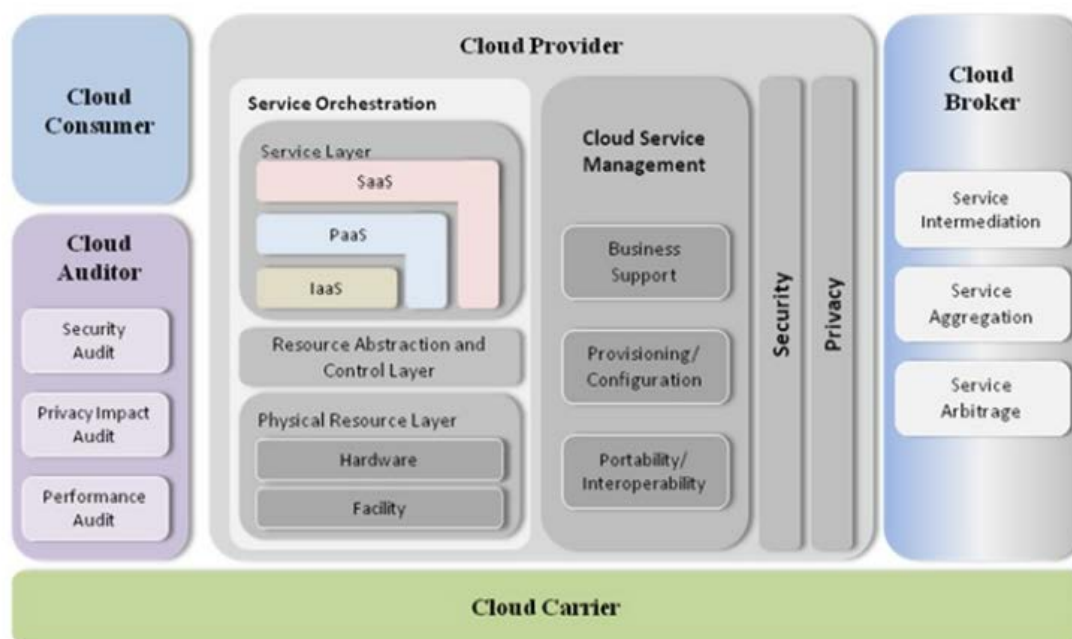 Cloud
Consumer
Cloud
Auditor
Security
Audit
Privacy Impact
Audit
Performance
Audit
Cloud Provider
Service Orchestration
Service Layer
SaaS
PaaS
IaaS
Resource Abstraction and
Control Layer
Physical Resource Layer
Hardware
Facility
Cloud Service
Management
Business
Support
Provisioning/
Configuration
Portability/
Interoperability
Security
Privacy
Cloud
Broker
Service
Intermediation
Service
Aggregation
Service
Arbitrage
Cloud Carrier